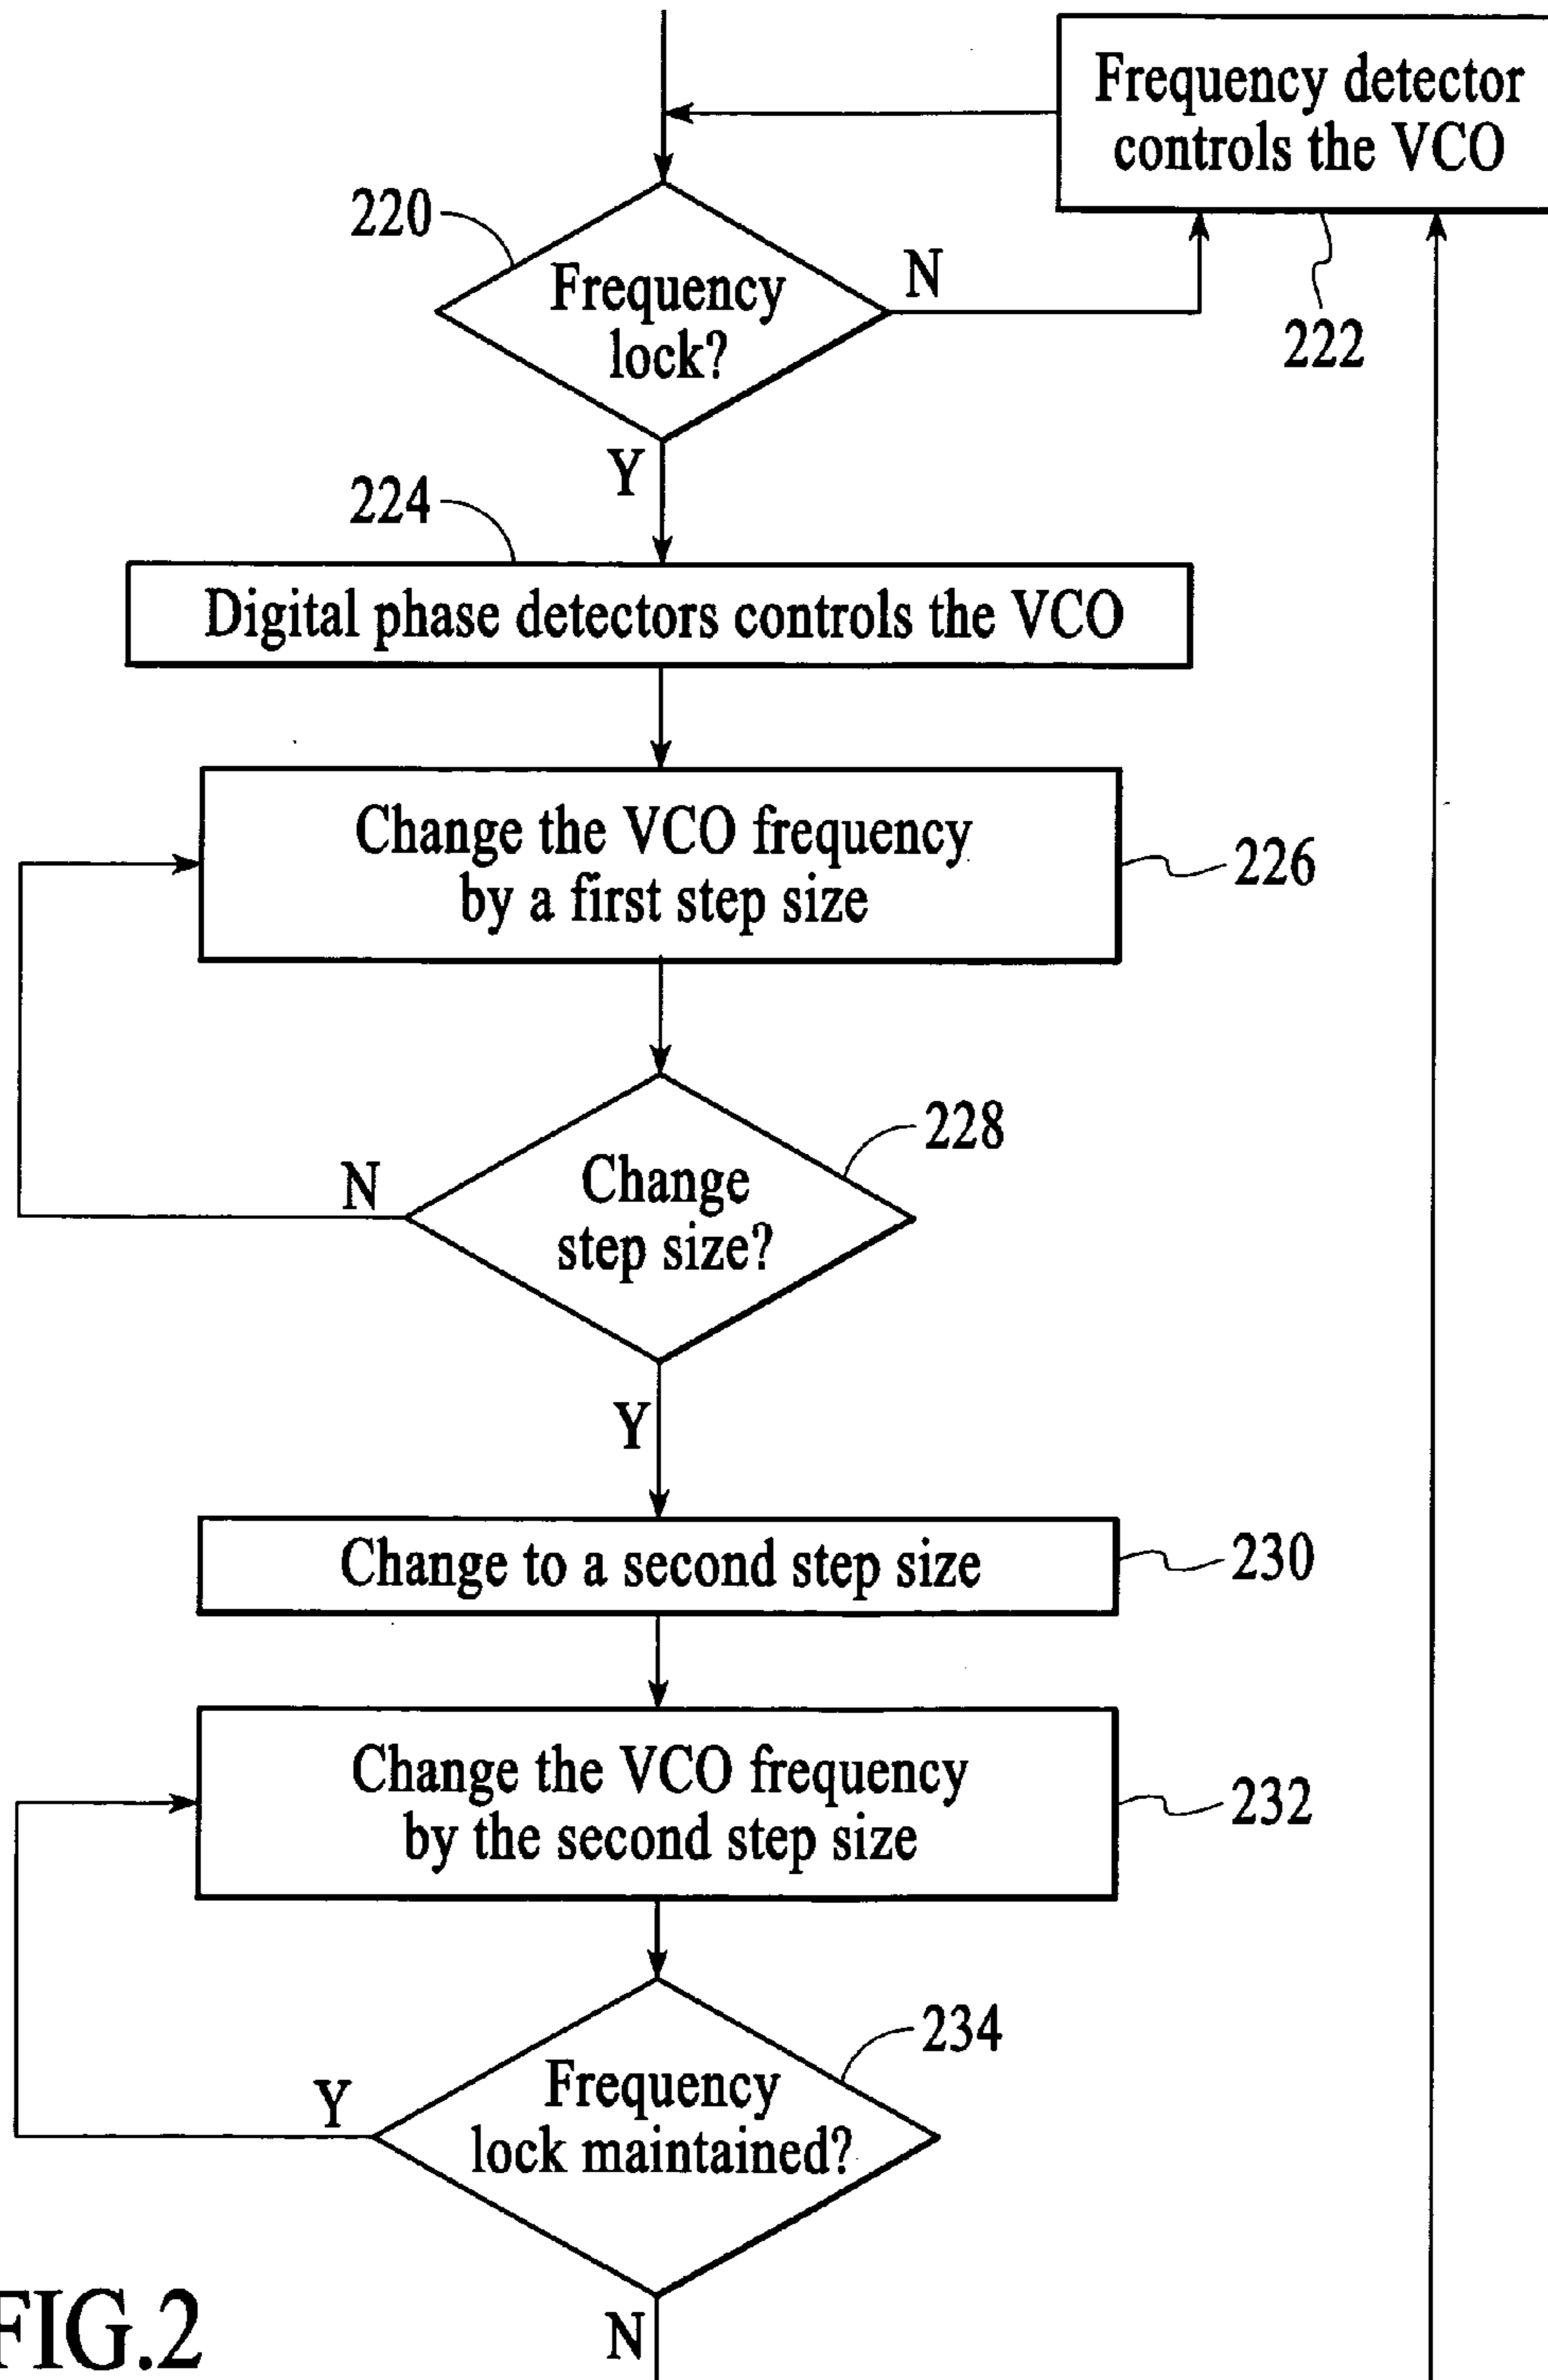 Frequency detector
controls the VCO
220
Frequency
lock?
N
222
Y
224
Digital phase detectors controls the VCO
Change the VCO frequency
by a first step size
226
228
Change
step size?
N
Y
Change to a second step size
230
Change the VCO frequency
by the second step size
232
234
Frequency
lock maintained?
Y
N
FIG.2